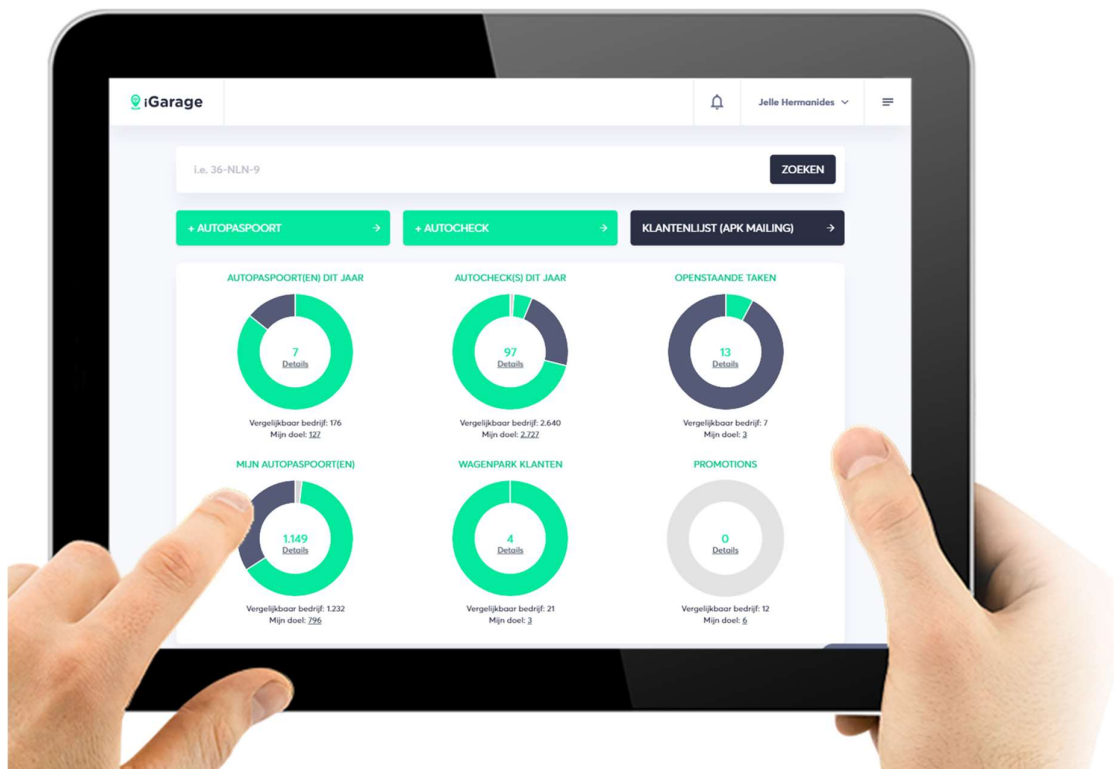 iGarage
Jelle Hermanides
i.e. 36-NLN-9
ZOEKEN
+ AUTOPASPOORT →
+ AUTOCHECK →
KLANTENLIJST (APK MAILING) →
AUTOPASPOORT(EN) DIT JAAR
7
Details
Vergelijkbaar bedrijf: 176
Mijn doel: 127
AUTOCHECK(S) DIT JAAR
97
Details
Vergelijkbaar bedrijf: 2.640
Mijn doel: 2.727
OPENSTAANDE TAKEN
13
Details
Vergelijkbaar bedrijf: 7
Mijn doel: 3
MIJN AUTOPASPOORT(EN)
1.149
Details
Vergelijkbaar bedrijf: 1.232
Mijn doel: 796
WAGENPARK KLANTEN
4
Details
Vergelijkbaar bedrijf: 21
Mijn doel: 3
PROMOTIONS
0
Details
Vergelijkbaar bedrijf: 12
Mijn doel: 6